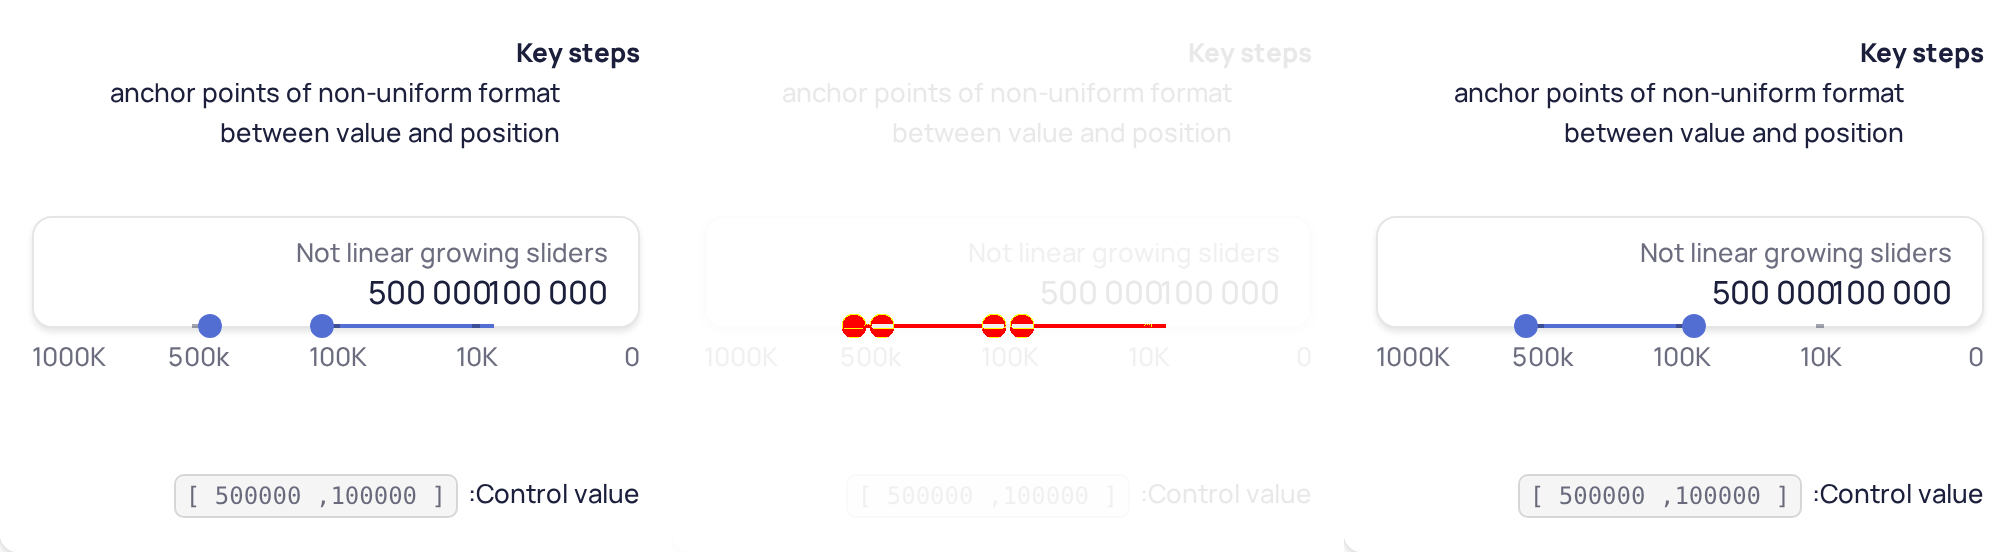 Key steps
anchor points of non-uniform format
between value and position
Not linear growing sliders
500 000100 000
1000K 500k 100K 10K 0
[ 500000 ,100000 ] :Control value
Key steps
anchor points of non-uniform format
between value and position
Not linear growing sliders
500 000100 000
1000K 500k 100K 10K 0
[ 500000 ,100000 ] :Control value
Key steps
anchor points of non-uniform format
between value and position
Not linear growing sliders
500 000100 000
1000K 500k 100K 10K 0
[ 500000 ,100000 ] :Control value